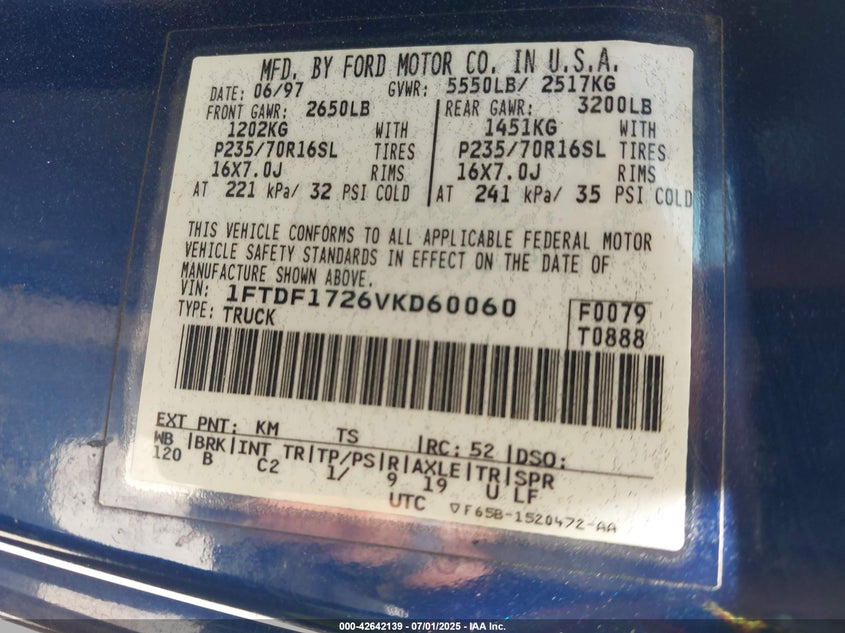 MFD. BY FORD MOTOR CO. IN U.S.A.
DATE: 06/97 GVWR: 5550LB/ 2517KG
FRONT GAWR: 2650LB REAR GAWR: 3200LB
1202KG WITH 1451KG WITH
P235/70R16SL TIRES P235/70R16SL TIRES
16X7.0J RIMS 16X7.0J RIMS
AT 221 kPa/ 32 PSI COLD AT 241 kPa/ 35 PSI COLD
THIS VEHICLE CONFORMS TO ALL APPLICABLE FEDERAL MOTOR
VEHICLE SAFETY STANDARDS IN EFFECT ON THE DATE OF
MANUFACTURE SHOWN ABOVE.
VIN: 1FTDF1726VKD60060 F0079
TYPE: TRUCK T0888
EXT PNT: KM TS RC: 52 DSO:
WB BRK INT TR TP/PS R AXLE TR SPR
120 B C2 1/ 9 19 U LF
UTC ▽F65B-1520472-AA
000-42642139 - 07/01/2025 - IAA Inc.